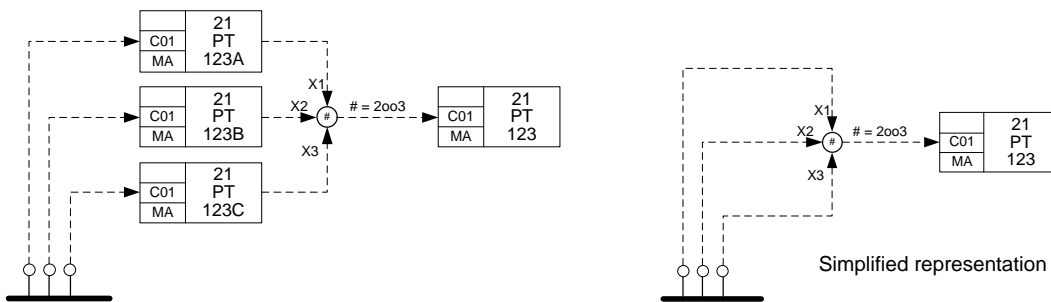 21
C01 PT
MA 123A
X1
21
C01 PT
MA 123B
X2 # # = 2oo3
21
C01 PT
MA 123
X3
21
C01 PT
MA 123C
X1
X2 # # = 2oo3
X3
21
C01 PT
MA 123
Simplified representation